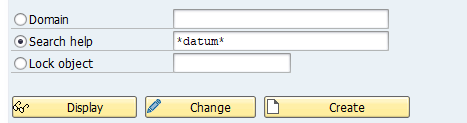 Domain
Search help *datum*
Lock object
Display Change Create